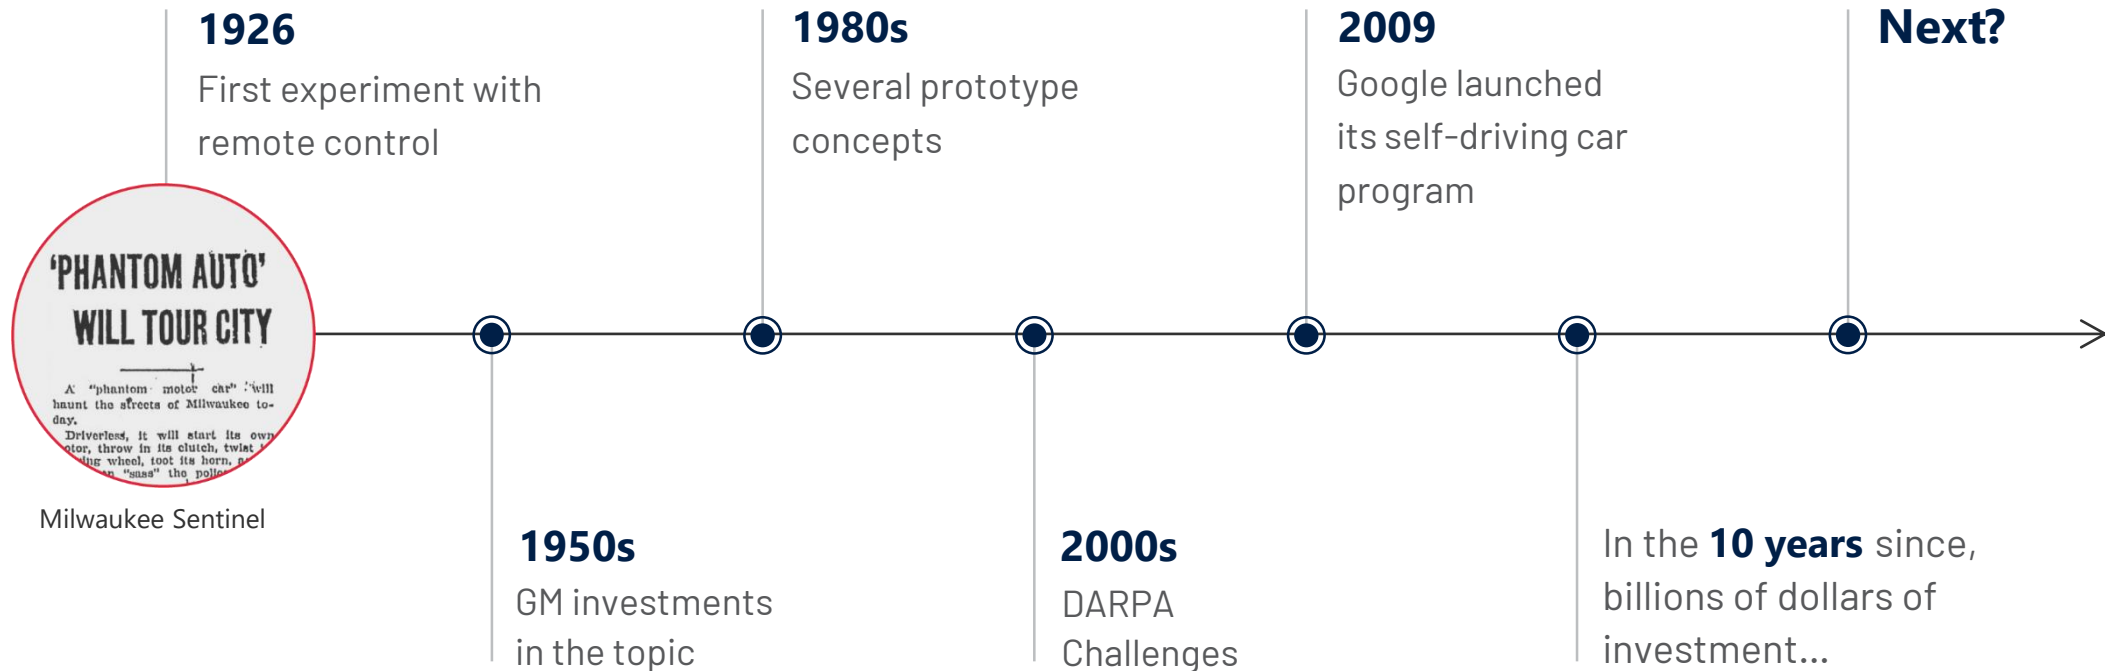 1926
First experiment with
remote control
'PHANTOM AUTO'
WILL TOUR CITY
A "phantom motor car" will
haunt the streets of Milwaukee to-
day.
Driverless, it will start its own
throw in its clutch, twist
wheel, toot its horn,
"sass" the
Milwaukee Sentinel
1950s
GM investments
in the topic
1980s
Several prototype
concepts
2000s
DARPA
Challenges
2009
Google launched
its self-driving car
program
In the 10 years since,
billions of dollars of
investment...
Next?